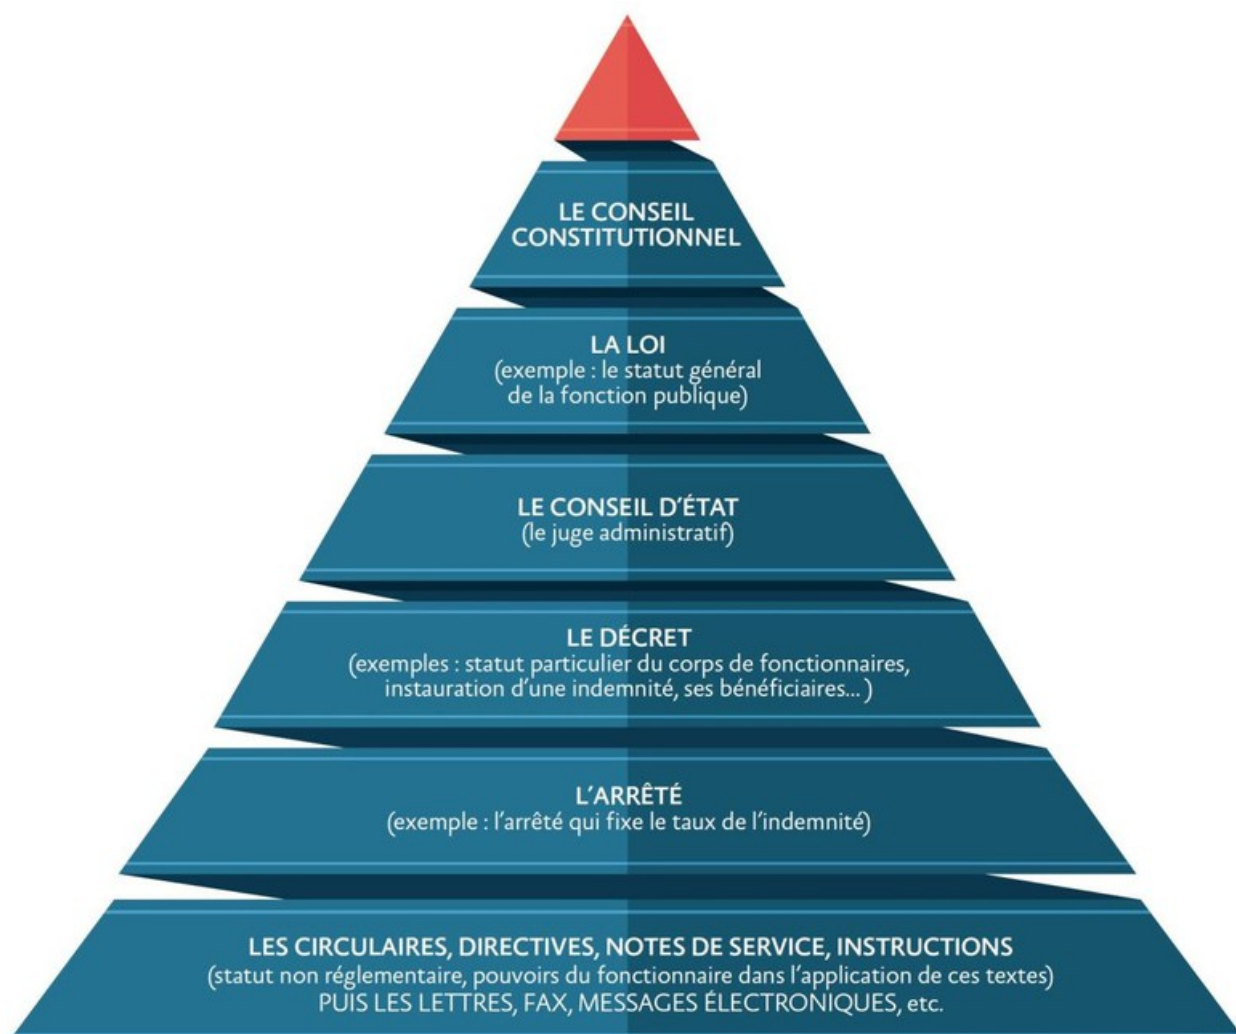 LE CONSEIL
CONSTITUTIONNEL
LA LOI
(exemple : le statut général
de la fonction publique)
LE CONSEIL D’ÉTAT
(le juge administratif)
LE DÉCRET
(exemples : statut particulier du corps de fonctionnaires,
instauration d’une indemnité, ses bénéficiaires... )
L’ARRÊTÉ
(exemple : l’arrêté qui fixe le taux de l’indemnité)
LES CIRCULAIRES, DIRECTIVES, NOTES DE SERVICE, INSTRUCTIONS
(statut non réglementaire, pouvoirs du fonctionnaire dans l’application de ces textes)
PUIS LES LETTRES, FAX, MESSAGES ÉLECTRONIQUES, etc.